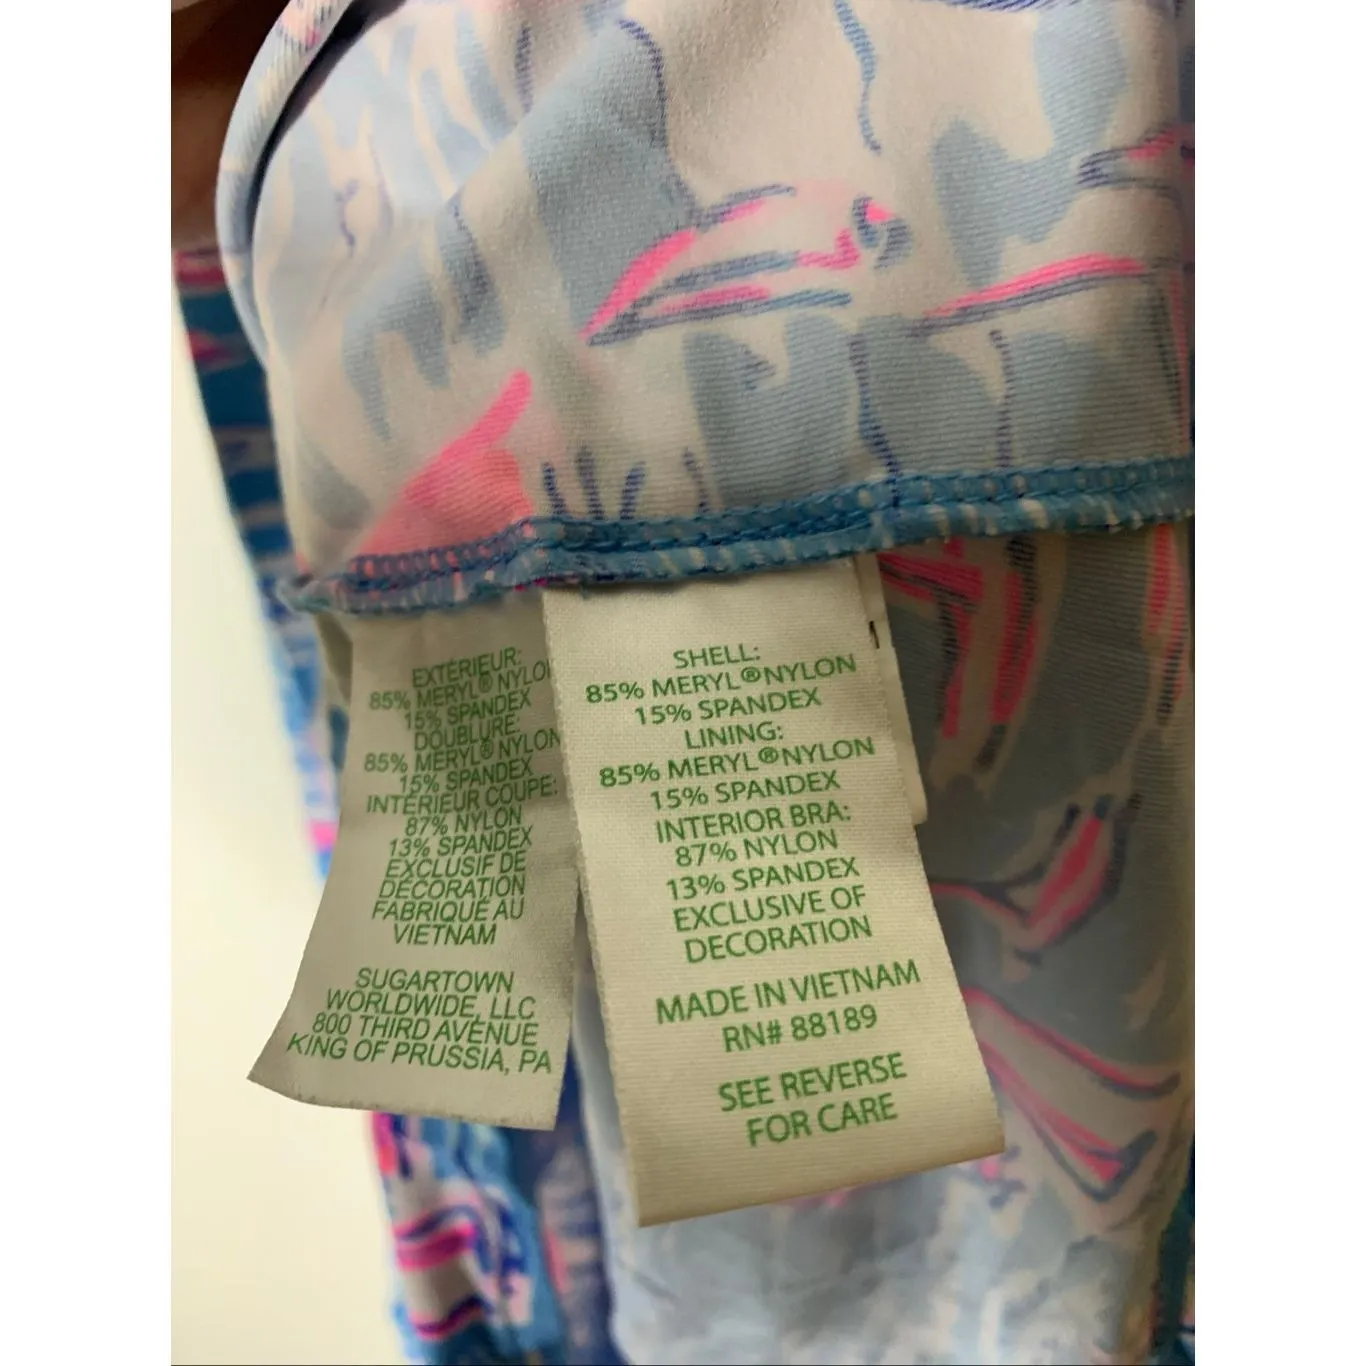 EXTÉRIEUR:
85% MERYL® NYLO
15% SPANDEX
DOUBLURE:
85% MERYL® NYLON
15% SPANDEX
INTÉRIEUR COUPE:
87% NYLON
13% SPANDEX
EXCLUSIF DE
DÉCORATION
FABRIQUÉ AU
VIETNAM
SUGARTOWN
WORLDWIDE, LLC
800 THIRD AVENUE
KING OF PRUSSIA, PA
SHELL:
85% MERYL®NYLON
15% SPANDEX
LINING:
85% MERYL®NYLON
15% SPANDEX
INTERIOR BRA:
87% NYLON
13% SPANDEX
EXCLUSIVE OF
DECORATION
MADE IN VIETNAM
RN# 88189
SEE REVERSE
FOR CARE